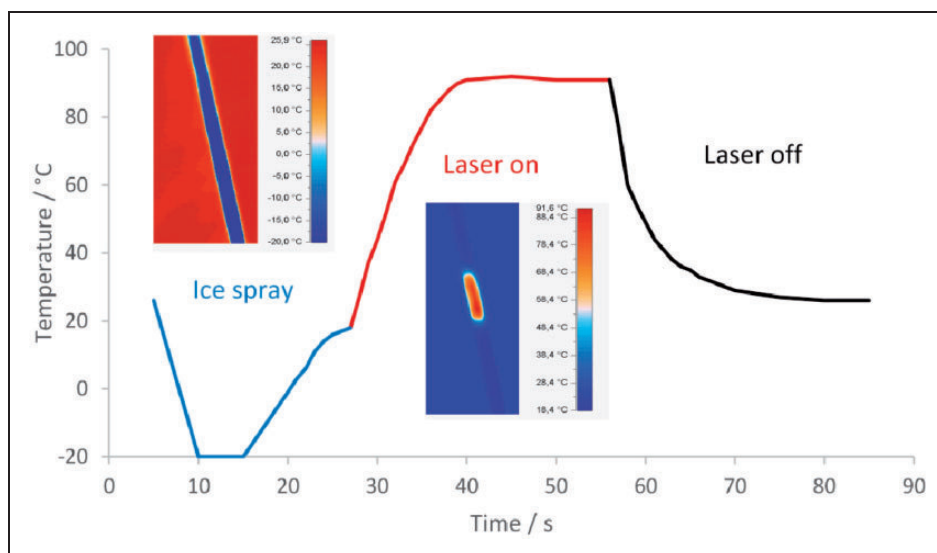 100
80
60
40
20
0
-20
Temperature / °C
25,9 °C
20,0 °C
15,0 °C
10,0 °C
5,0 °C
0,0 °C
-5,0 °C
-10,0 °C
-15,0 °C
-20,0 °C
Ice spray
Laser on
91,6 °C
88,4 °C
78,4 °C
68,4 °C
58,4 °C
48,4 °C
38,4 °C
28,4 °C
18,4 °C
Laser off
0 10 20 30 40 50 60 70 80 90
Time / s